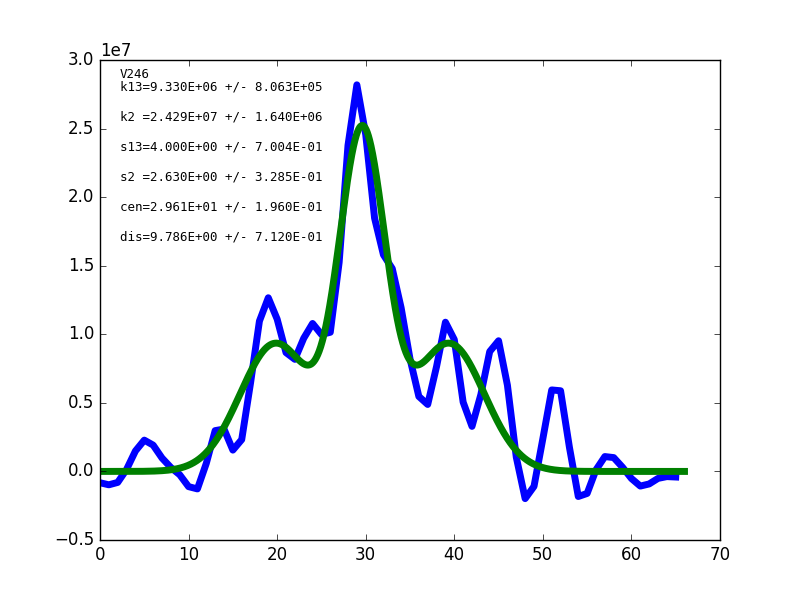 1e7
V246
k13=9.330E+06 +/- 8.063E+05
k2 =2.429E+07 +/- 1.640E+06
s13=4.000E+00 +/- 7.004E-01
s2 =2.630E+00 +/- 3.285E-01
cen=2.961E+01 +/- 1.960E-01
dis=9.786E+00 +/- 7.120E-01
3.0
2.5
2.0
1.5
1.0
0.5
0.0
−0.5
0 10 20 30 40 50 60 70